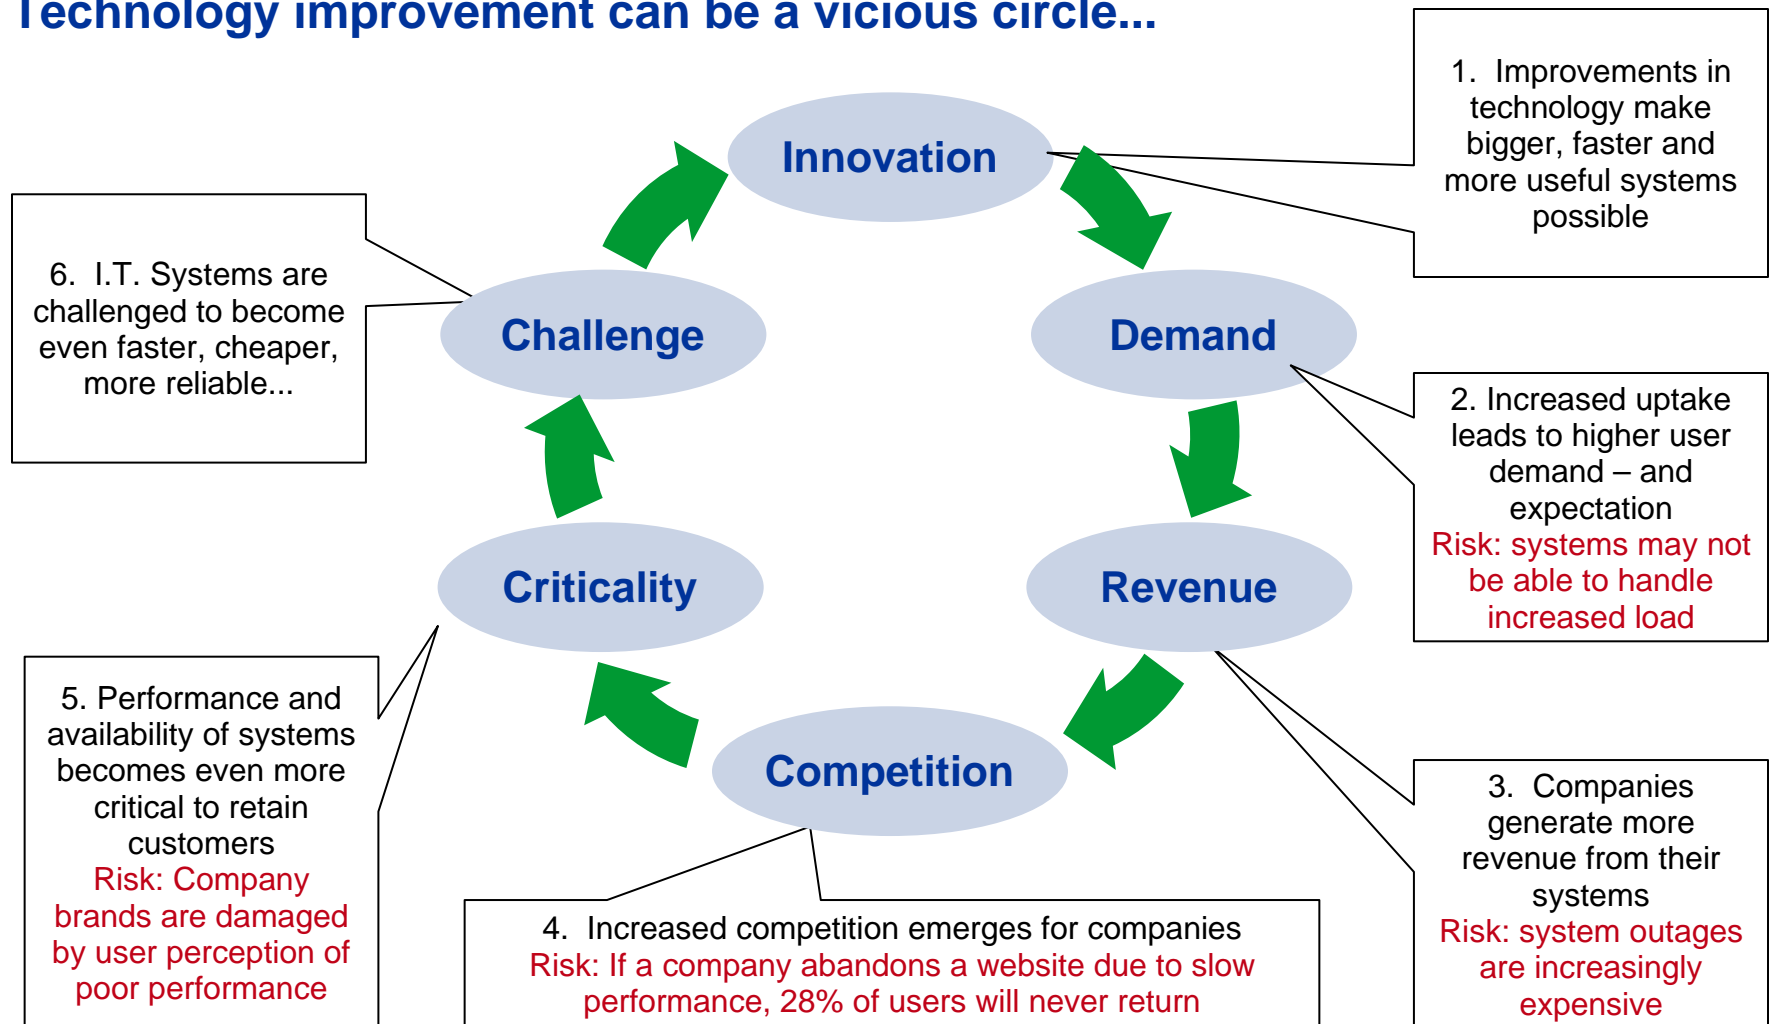 Technology improvement can be a vicious circle...
Innovation
1. Improvements in
technology make
bigger, faster and
more useful systems
possible
Demand
2. Increased uptake
leads to higher user
demand – and
expectation
Risk: systems may not
be able to handle
increased load
Revenue
3. Companies
generate more
revenue from their
systems
Risk: system outages
are increasingly
expensive
Competition
4. Increased competition emerges for companies
Risk: If a company abandons a website due to slow
performance, 28% of users will never return
Criticality
5. Performance and
availability of systems
becomes even more
critical to retain
customers
Risk: Company
brands are damaged
by user perception of
poor performance
Challenge
6. I.T. Systems are
challenged to become
even faster, cheaper,
more reliable...